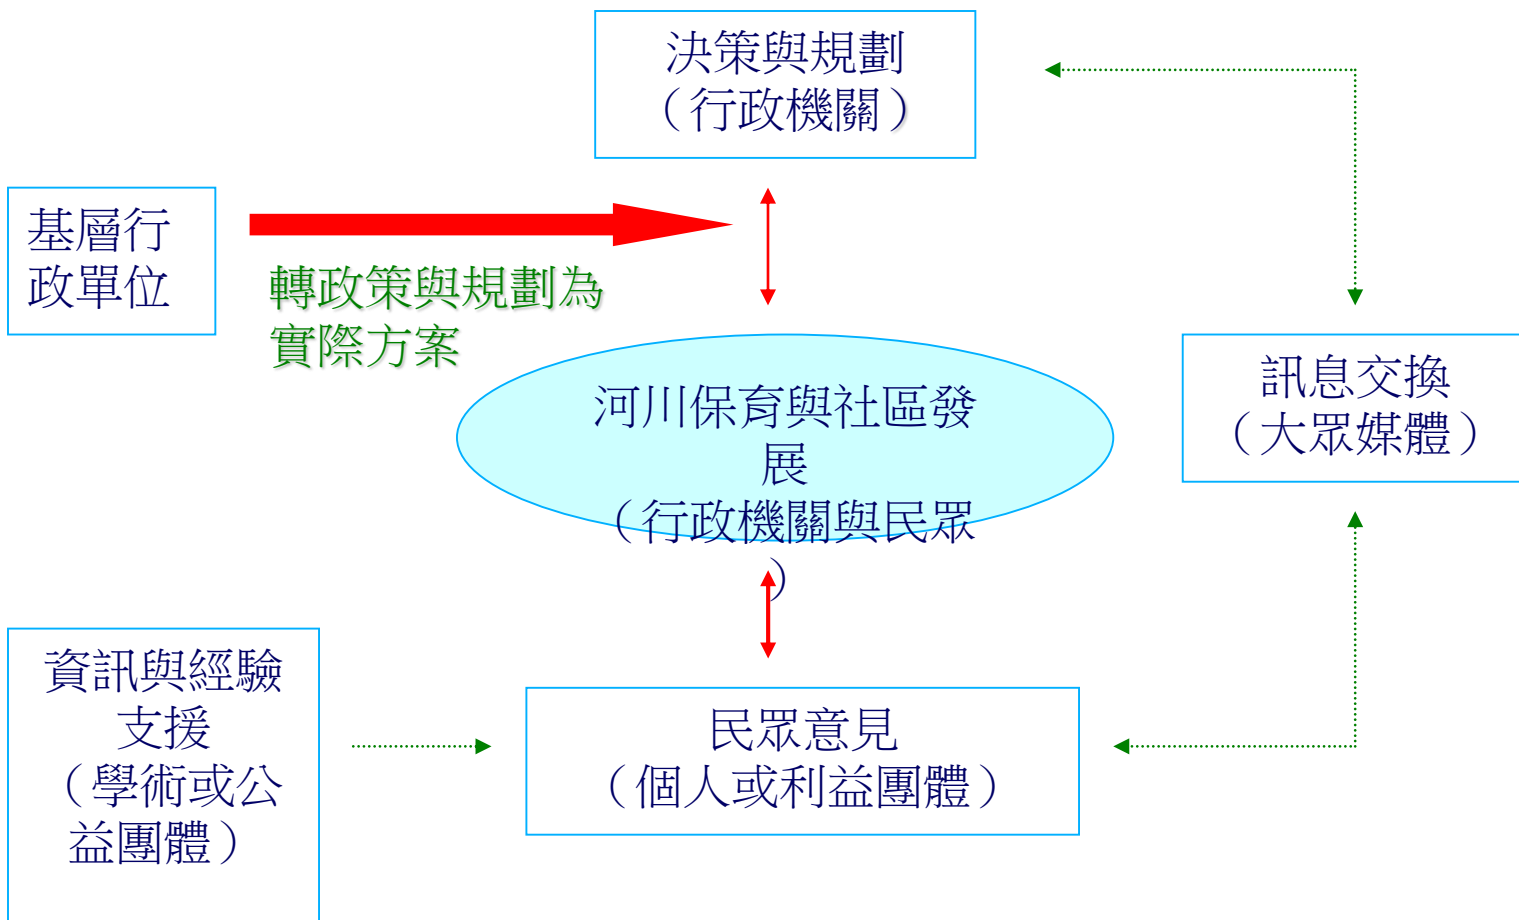 決策與規劃
（行政機關）
基層行
政單位
轉政策與規劃為
實際方案
河川保育與社區發
展
（行政機關與民眾
）
訊息交換
（大眾媒體）
資訊與經驗
支援
（學術或公
益團體）
民眾意見
（個人或利益團體）